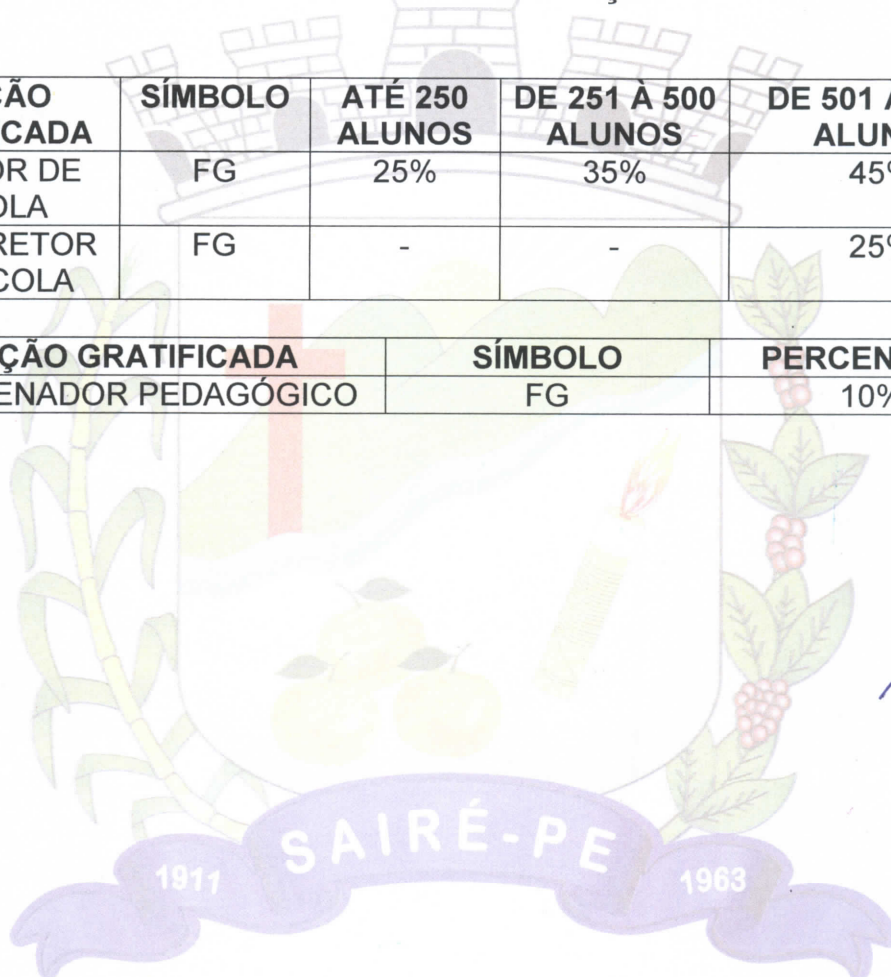 ÇÃO SÍMBOLO ATÉ 250 DE 251 À 500 DE 501 À
CADA ALUNOS ALUNOS ALUN
OR DE FG 25% 35% 45%
OLA
RETOR FG - - 25%
COLA
ÇÃO GRATIFICADA SÍMBOLO PERCEN
ENADOR PEDAGÓGICO FG 10%
SAIRÉ-PE
1911 1963